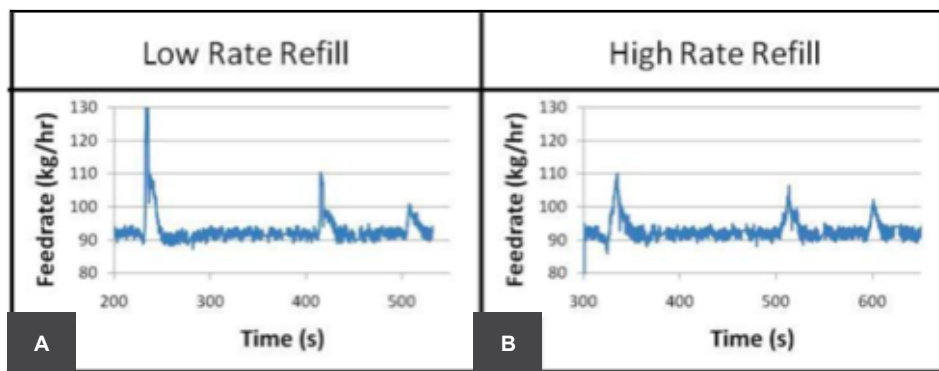 Low Rate Refill
High Rate Refill
Feedrate (kg/hr)
130
120
110
100
90
80
200
300
400
500
Time (s)
A
Feedrate (kg/hr)
130
120
110
100
90
80
300
400
500
600
Time (s)
B